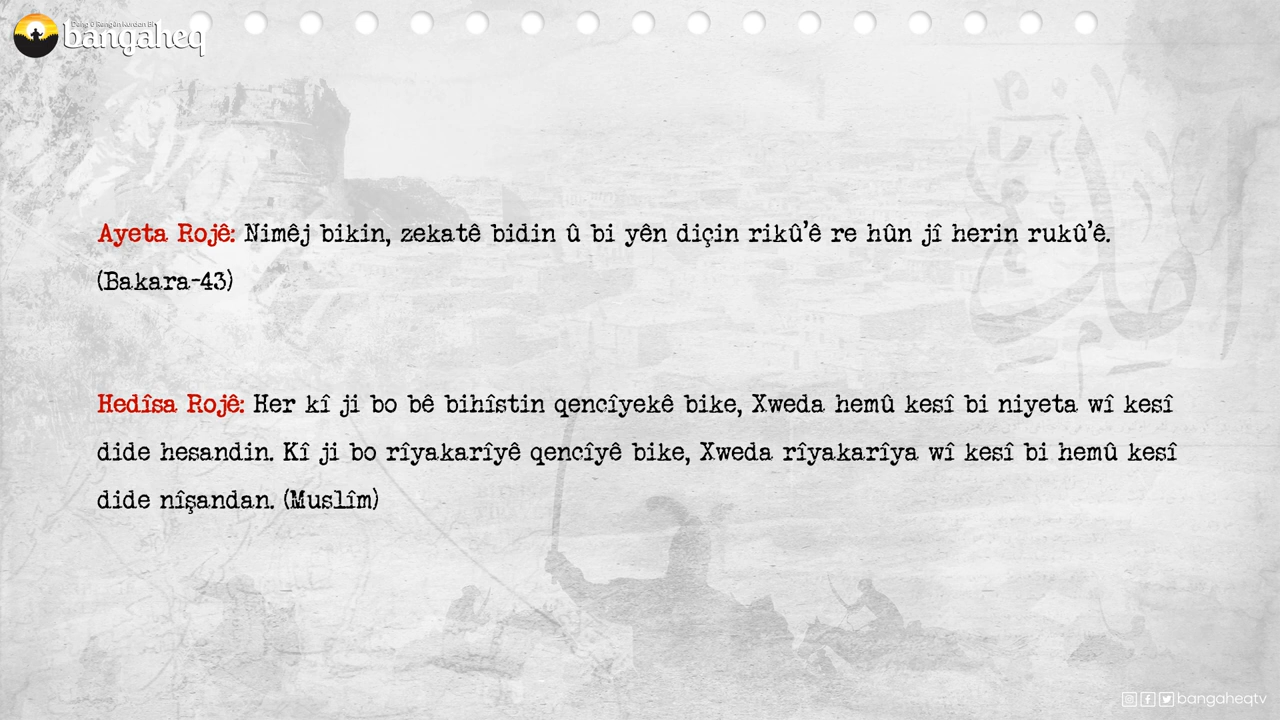 bangaheq
Ayeta Rojê: Nimêj bikin, zekatê bidin û bi yên diçin rikû'ê re hûn jî herin rukû'ê.
(Bakara-43)
Hedîsa Rojê: Her kî ji bo bê bihîstin qencîyekê bike, Xweda hemû kesî bi niyeta wî kesî
dide hesandin. Kî ji bo rîyakarîyê qencîyê bike, Xweda rîyakarîya wî kesî bi hemû kesî
dide nîşandan. (Muslîm)
bangaheqtv